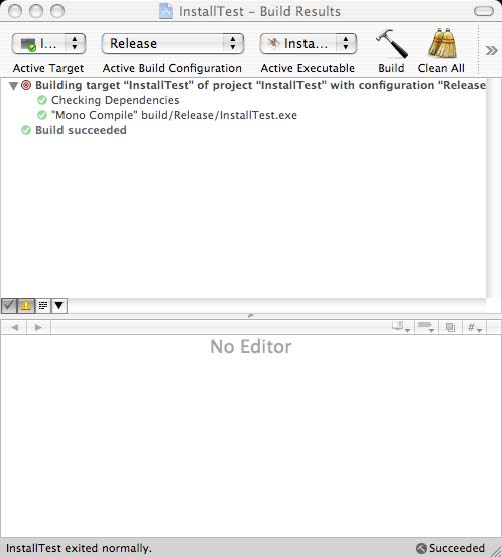 InstallTest – Build Results
I... Release Insta...
Active Target Active Build Configuration Active Executable Build Clean All
Building target “InstallTest” of project “InstallTest” with configuration “Release
Checking Dependencies
"Mono Compile" build/Release/InstallTest.exe
Build succeeded
#
No Editor
InstallTest exited normally. Succeeded